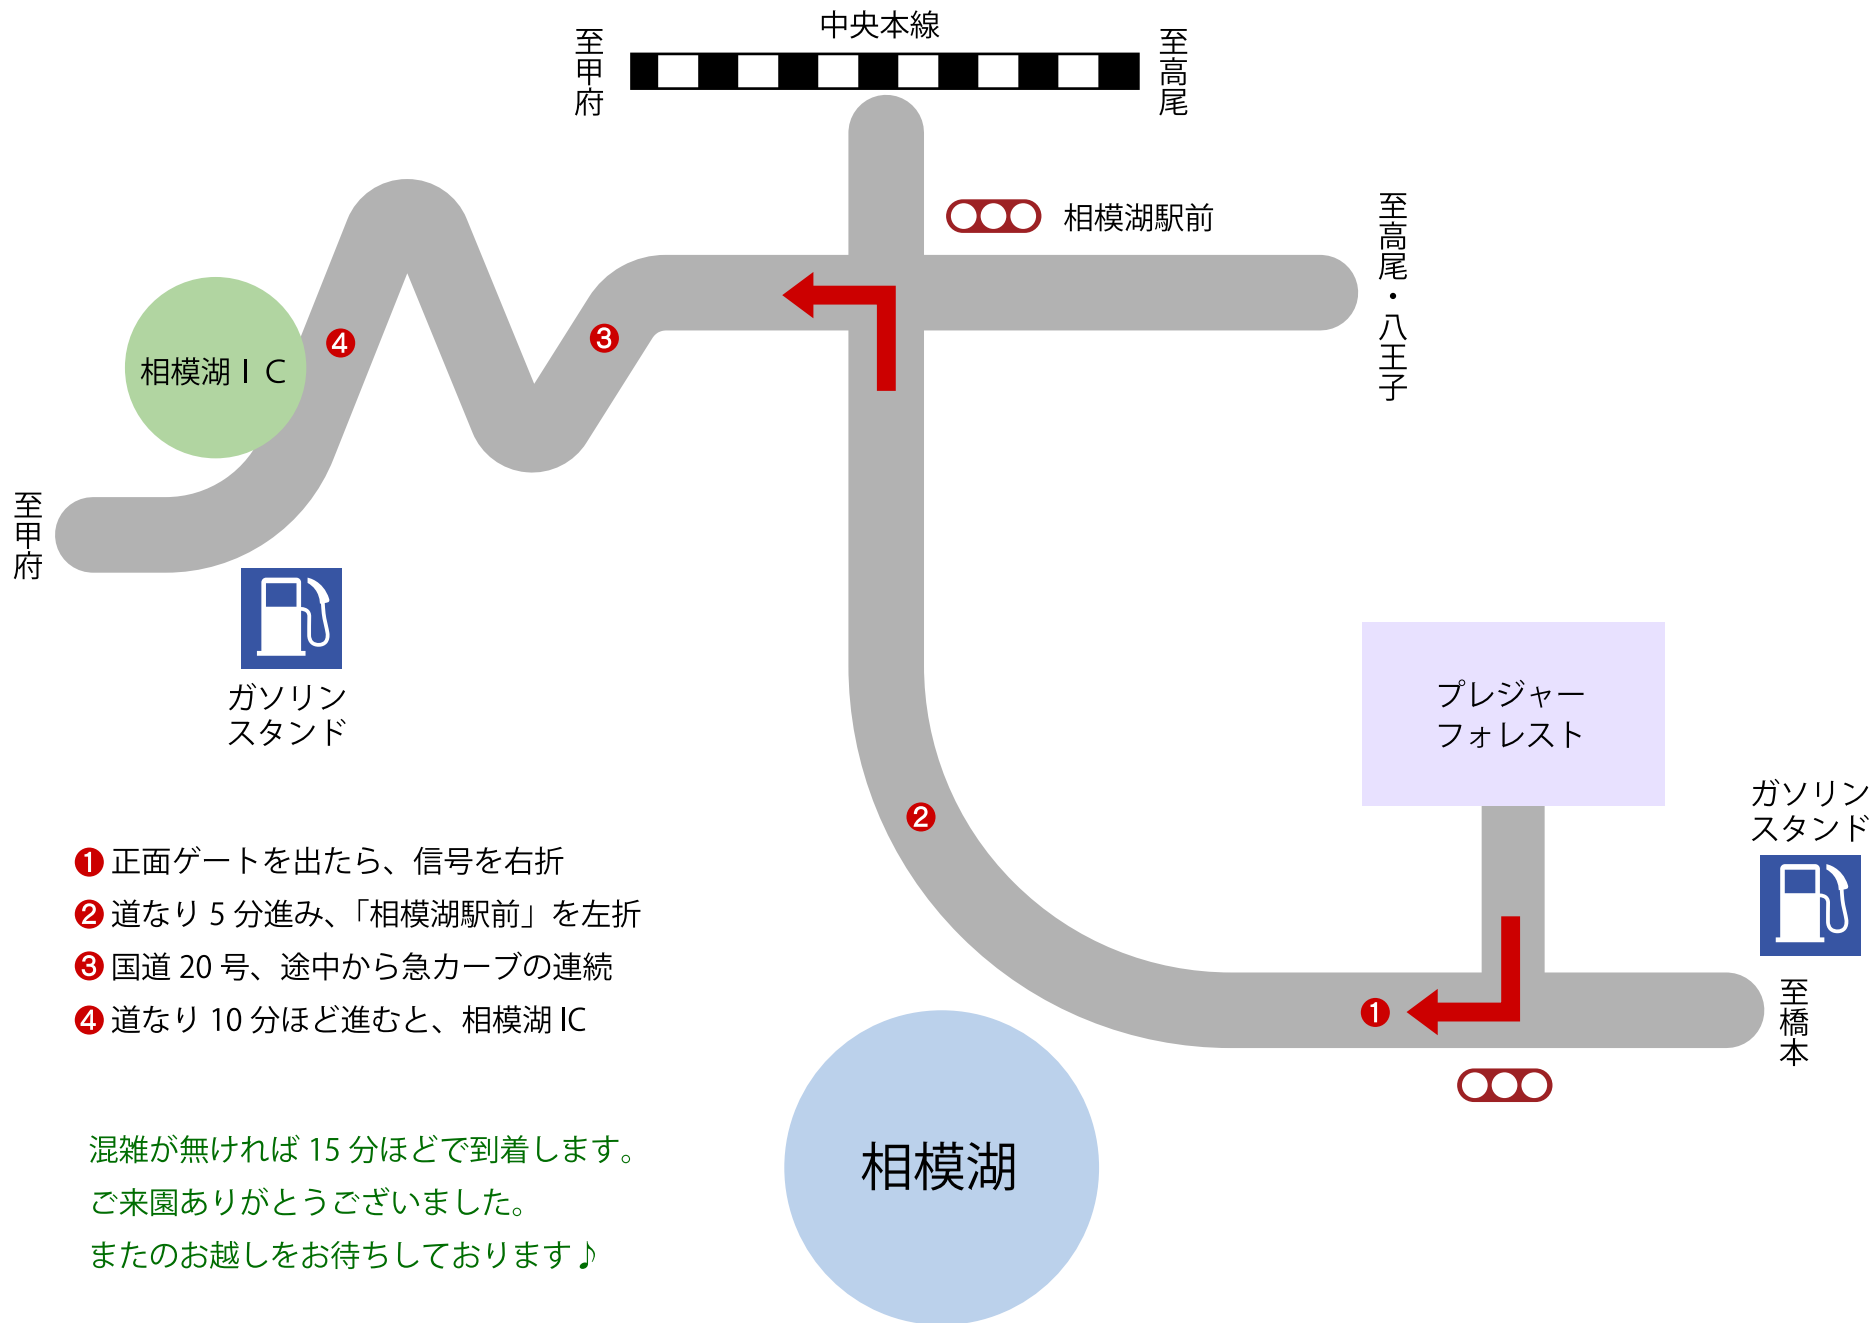 中央本線
至甲府
至高尾
相模湖駅前
至高尾・八王子
❹
❸
相模湖ＩＣ
至甲府
ガソリン
スタンド
プレジャー
フォレスト
ガソリン
スタンド
❷
❶
至橋本
❶ 正面ゲートを出たら、信号を右折
❷ 道なり 5 分進み、「相模湖駅前」を左折
❸ 国道 20 号、途中から急カーブの連続
❹ 道なり 10 分ほど進むと、相模湖 IC
相模湖
混雑が無ければ 15 分ほどで到着します。
ご来園ありがとうございました。
またのお越しをお待ちしております♪